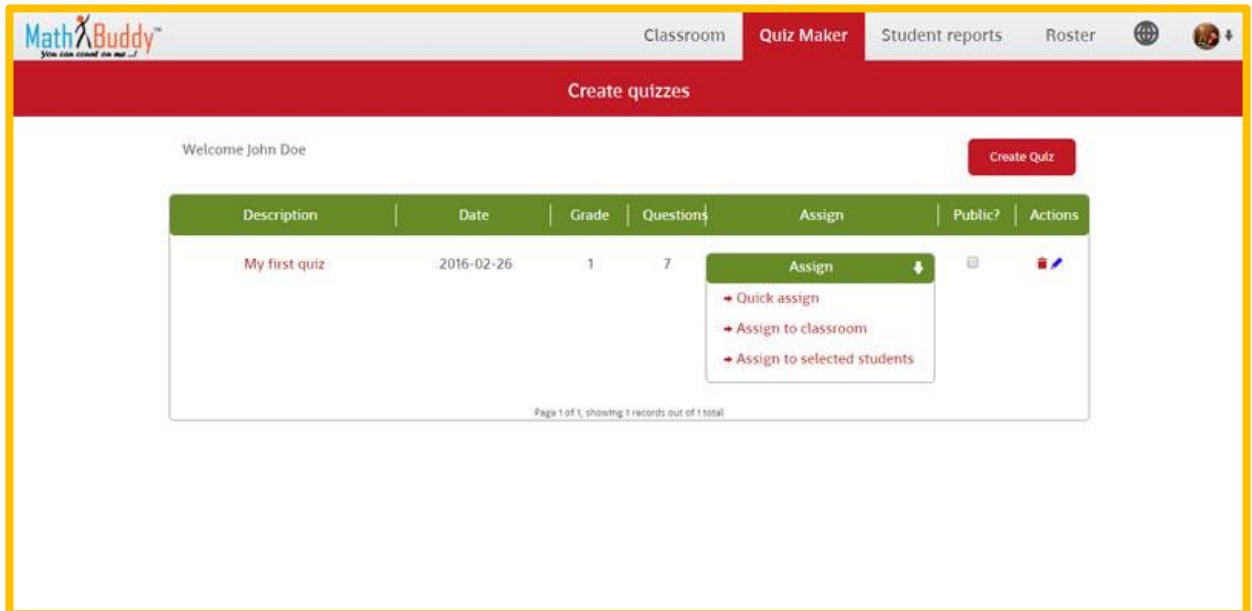 MathBuddy™
You can count on me ...!
Classroom Quiz Maker Student reports Roster
Create quizzes
Welcome John Doe
Create Quiz
Description Date Grade Questions Assign Public? Actions
My first quiz 2016-02-26 1 7 Assign
Quick assign
Assign to classroom
Assign to selected students
Page 1 of 1, showing 1 records out of 1 total